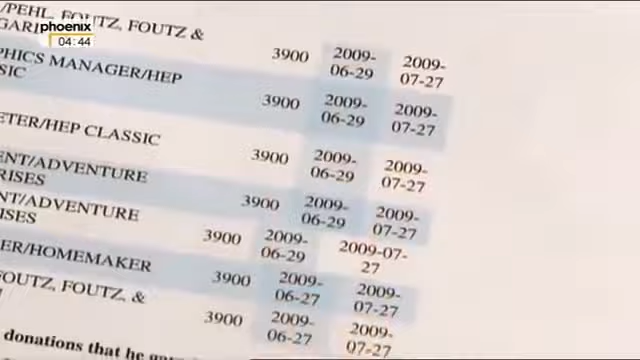 /PEHL, FOUTZ, FOUTZ &
phoenix
04:44
3900 2009-06-29 2009-07-27
PHICS MANAGER/HEP
SIC
3900 2009-06-29 2009-07-27
ETER/HEP CLASSIC
3900 2009-06-29 2009-07-27
ENT/ADVENTURE
RISES
3900 2009-06-29 2009-07-27
NT/ADVENTURE
RISES
3900 2009-06-29 2009-07-27
ER/HOMEMAKER
3900 2009-06-27 2009-07-27
FOUTZ, FOUTZ, &
3900 2009-06-27 2009-07-27
donations that he